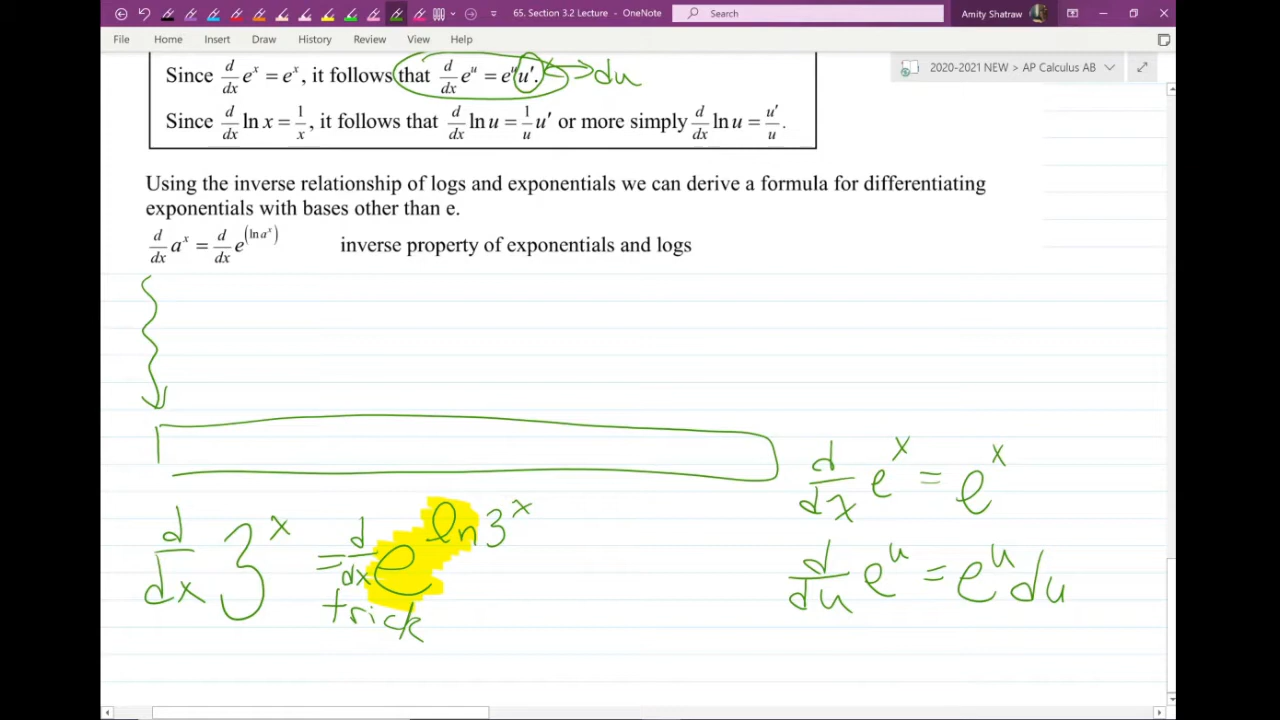 65. Section 3.2 Lecture - OneNote
Search
Amity Shatraw
File Home Insert Draw History Review View Help
2020-2021 NEW > AP Calculus AB
Since d/dx e^x = e^x, it follows that d/dx e^u = e^u u'. du
Since d/dx ln x = 1/x, it follows that d/dx ln u = 1/u u' or more simply d/dx ln u = u'/u.
Using the inverse relationship of logs and exponentials we can derive a formula for differentiating
exponentials with bases other than e.
d/dx a^x = d/dx e^(ln a^x) inverse property of exponentials and logs
d/dx e^x = e^x
d/dx 3^x = d/dx e^ln 3^x
trick
d/du e^u = e^u du